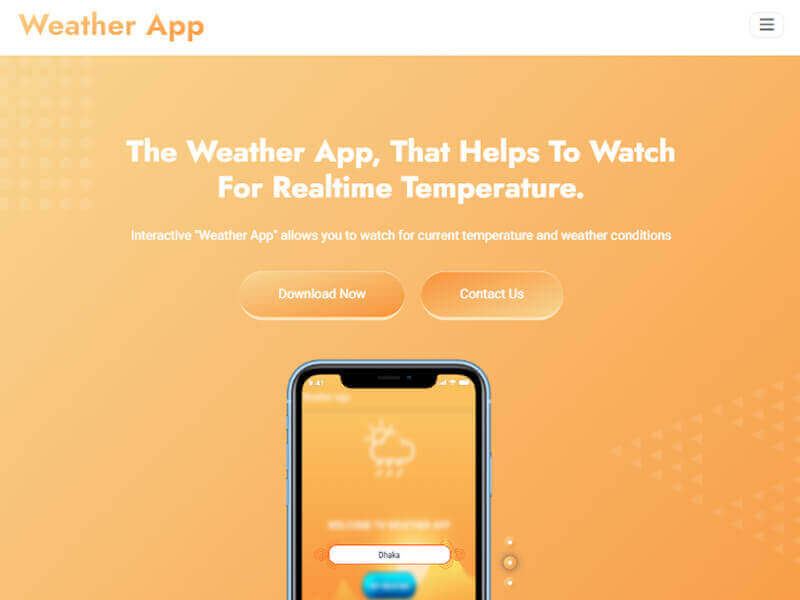 Weather App
The Weather App, That Helps To Watch
For Realtime Temperature.
Interactive "Weather App" allows you to watch for current temperature and weather conditions
Download Now
Contact Us
9:41
Weather App
WELCOME TO WEATHER APP
Dhaka